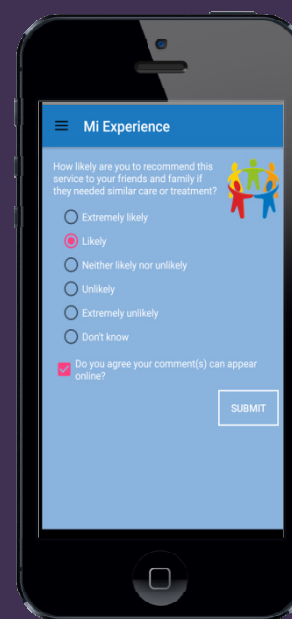 Mi Experience
How likely are you to recommend this
service to your friends and family if
they needed similar care or treatment?
Extremely likely
Likely
Neither likely nor unlikely
Unlikely
Extremely unlikely
Don't know
Do you agree your comment(s) can appear
online?
SUBMIT